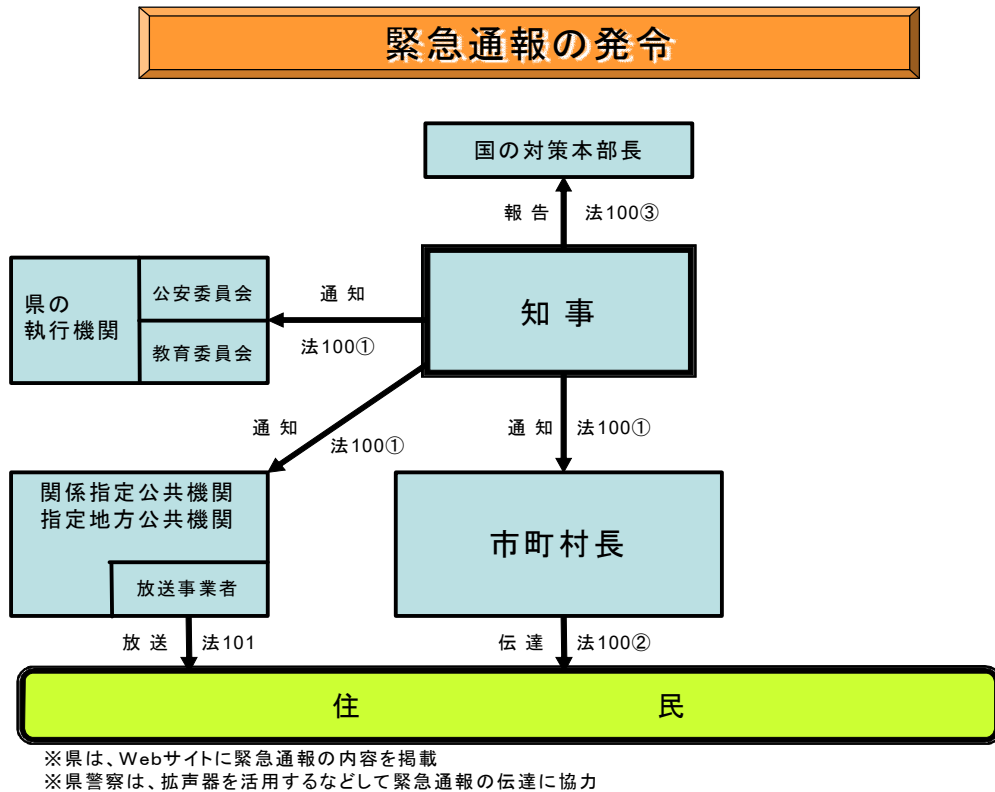 緊急通報の発令
国の対策本部長
報告 法100③
知事
県の
執行機関
公安委員会
教育委員会
通知
法100①
通知
法100①
通知 法100①
関係指定公共機関
指定地方公共機関
放送事業者
市町村長
放送 法101
伝達 法100②
住民
※県は、Webサイトに緊急通報の内容を掲載
※県警察は、拡声器を活用するなどして緊急通報の伝達に協力